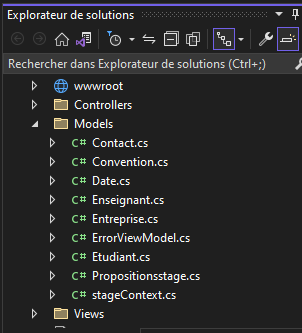 Explorateur de solutions
Rechercher dans Explorateur de solutions (Ctrl+;)
wwwroot
Controllers
Models
C# Contact.cs
C# Convention.cs
C# Date.cs
C# Enseignant.cs
C# Entreprise.cs
C# ErrorViewModel.cs
C# Etudiant.cs
C# Propositionsstage.cs
C# stageContext.cs
Views